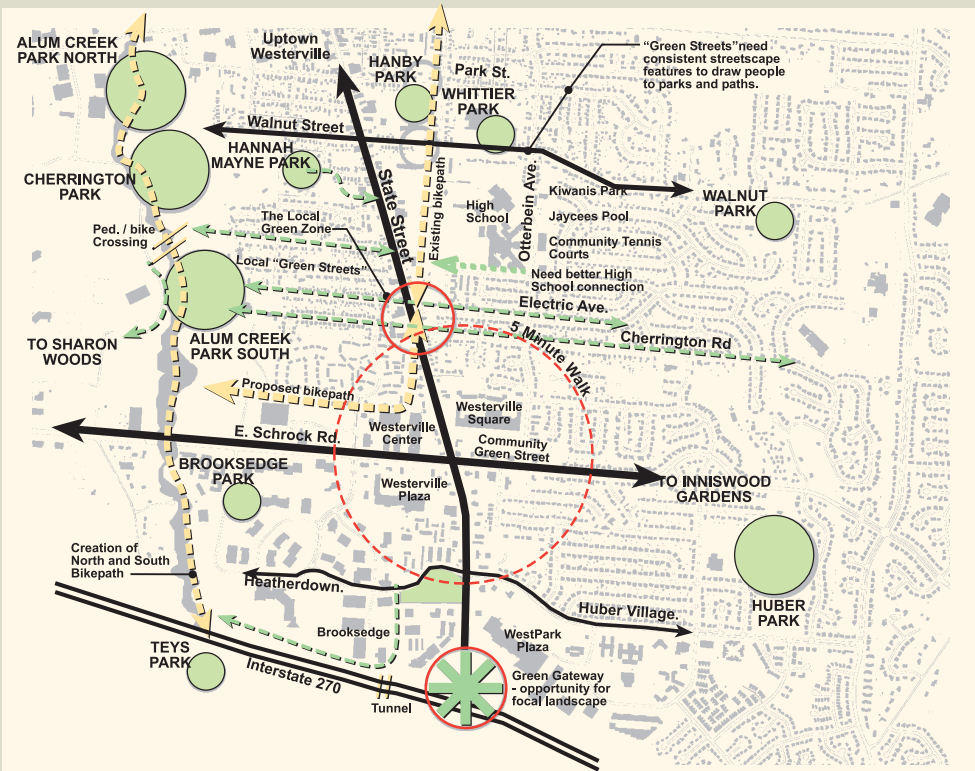 ALUM CREEK
PARK NORTH
Uptown
Westerville
HANBY
PARK
Park St.
WHITTIER
PARK
“Green Streets”need
consistent streetscape
features to draw people
to parks and paths.
Walnut Street
HANNAH
MAYNE PARK
CHERRINGTON
PARK
State Street
Existing bikepath
High
School
Otterbein Ave.
Kiwanis Park
Jaycees Pool
WALNUT
PARK
Ped. / bike
Crossing
The Local
Green Zone
Community Tennis
Courts
Local “Green Streets”
Need better High
School connection
Electric Ave.
Cherrington Rd
5 Minute Walk
TO SHARON
WOODS
ALUM CREEK
PARK SOUTH
Proposed bikepath
Westerville
Square
Westerville
Center
E. Schrock Rd.
Community
Green Street
BROOKSEDGE
PARK
Westerville
Plaza
TO INNISWOOD
GARDENS
Creation of
North and South
Bikepath
Heatherdown.
Huber Village.
HUBER
PARK
Brooksedge
WestPark
Plaza
TEYS
PARK
Interstate 270
Tunnel
Green Gateway
- opportunity for
focal landscape